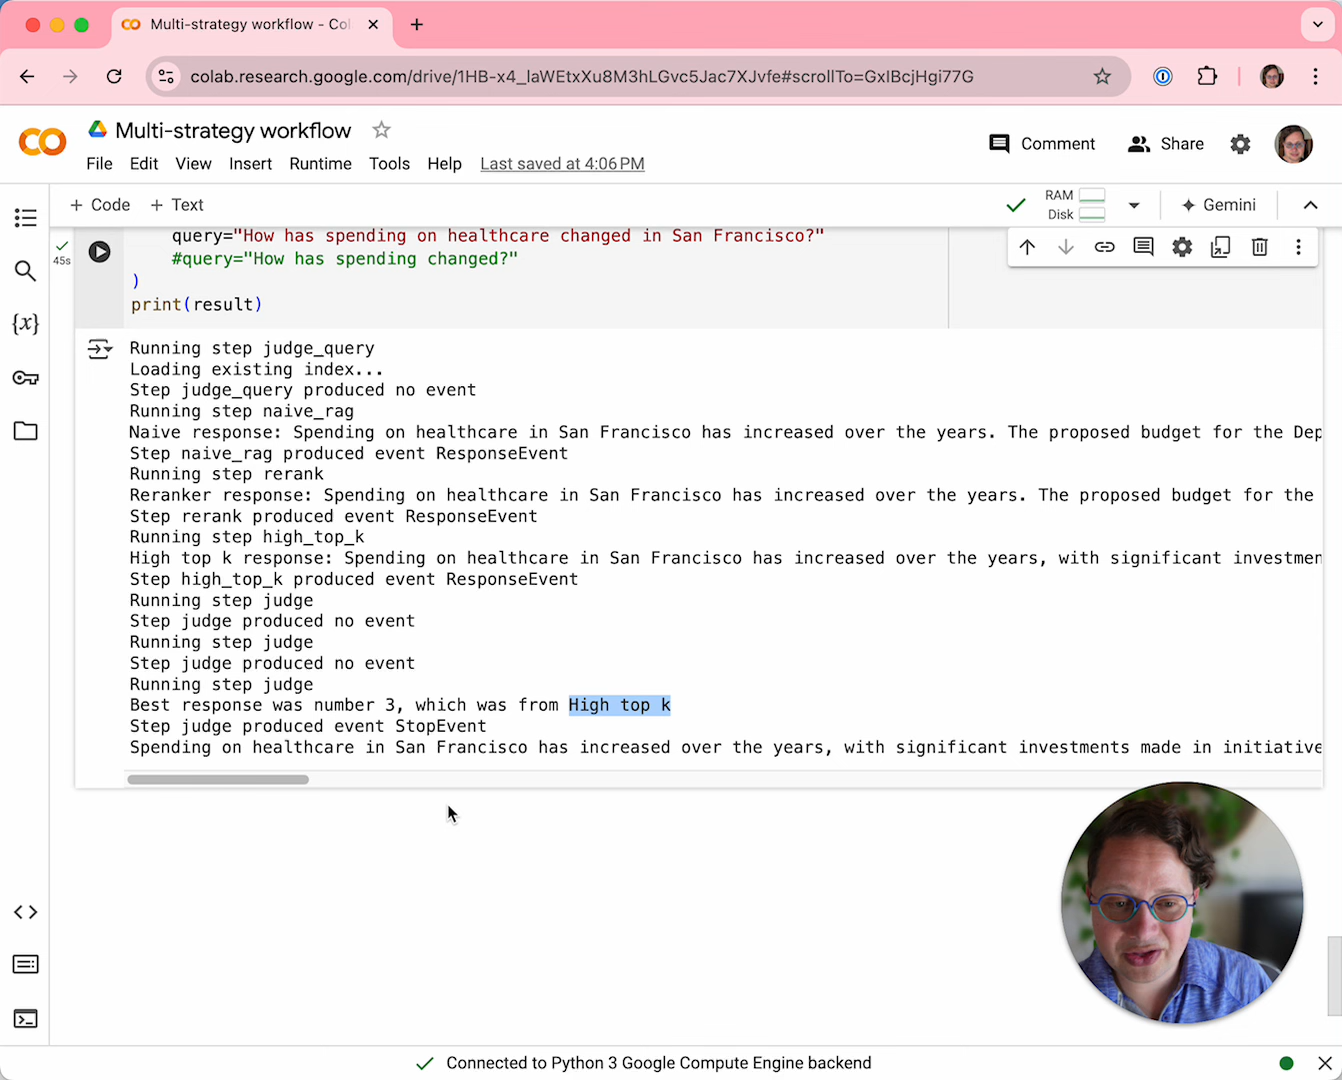 Multi-strategy workflow - Col
colab.research.google.com/drive/1HB-x4_laWEtxXu8M3hLGvc5Jac7XJvfe#scrollTo=GxIBcjHgi77G
Multi-strategy workflow
Comment
Share
File Edit View Insert Runtime Tools Help Last saved at 4:06 PM
+ Code + Text
RAM
Disk
Gemini
45s
query="How has spending on healthcare changed in San Francisco?"
#query="How has spending changed?"
)
print(result)
{x}
Running step judge_query
Loading existing index...
Step judge_query produced no event
Running step naive_rag
Naive response: Spending on healthcare in San Francisco has increased over the years. The proposed budget for the Dep
Step naive_rag produced event ResponseEvent
Running step rerank
Reranker response: Spending on healthcare in San Francisco has increased over the years. The proposed budget for the
Step rerank produced event ResponseEvent
Running step high_top_k
High top k response: Spending on healthcare in San Francisco has increased over the years, with significant investmen
Step high_top_k produced event ResponseEvent
Running step judge
Step judge produced no event
Running step judge
Step judge produced no event
Running step judge
Best response was number 3, which was from High top k
Step judge produced event StopEvent
Spending on healthcare in San Francisco has increased over the years, with significant investments made in initiative
Connected to Python 3 Google Compute Engine backend